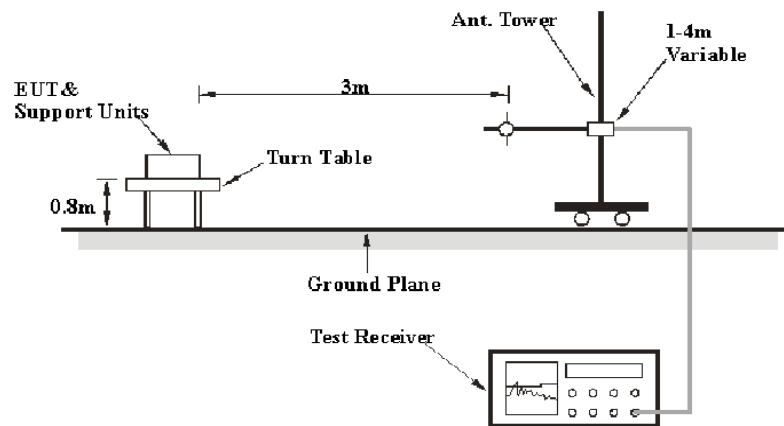 Ant. Tower
1-4m
Variable
EUT&
Support Units
3m
Turn Table
0.8m
Ground Plane
Test Receiver